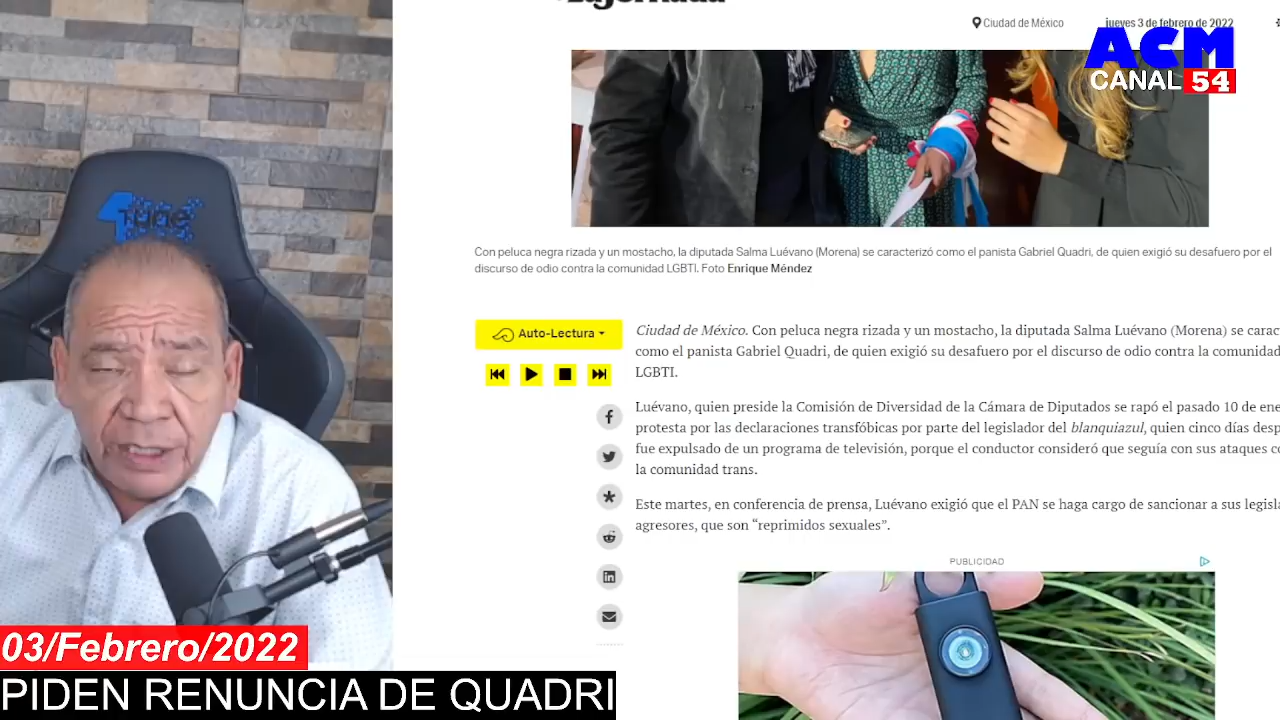 La Jornada
Ciudad de México
jueves 3 de febrero de 2022
ACM
CANAL 54
Con peluca negra rizada y un mostacho, la diputada Salma Luévano (Morena) se caracterizó como el panista Gabriel Quadri, de quien exigió su desafuero por el
discurso de odio contra la comunidad LGBTI. Foto Enrique Méndez
Auto-Lectura
Ciudad de México. Con peluca negra rizada y un mostacho, la diputada Salma Luévano (Morena) se carac
como el panista Gabriel Quadri, de quien exigió su desafuero por el discurso de odio contra la comunidad
LGBTI.
Luévano, quien preside la Comisión de Diversidad de la Cámara de Diputados se rapó el pasado 10 de ene
protesta por las declaraciones transfóbicas por parte del legislador del blanquiazul, quien cinco días desp
fue expulsado de un programa de televisión, porque el conductor consideró que seguía con sus ataques co
la comunidad trans.
Este martes, en conferencia de prensa, Luévano exigió que el PAN se haga cargo de sancionar a sus legisla
agresores, que son “reprimidos sexuales”.
PUBLICIDAD
03/Febrero/2022
PIDEN RENUNCIA DE QUADRI